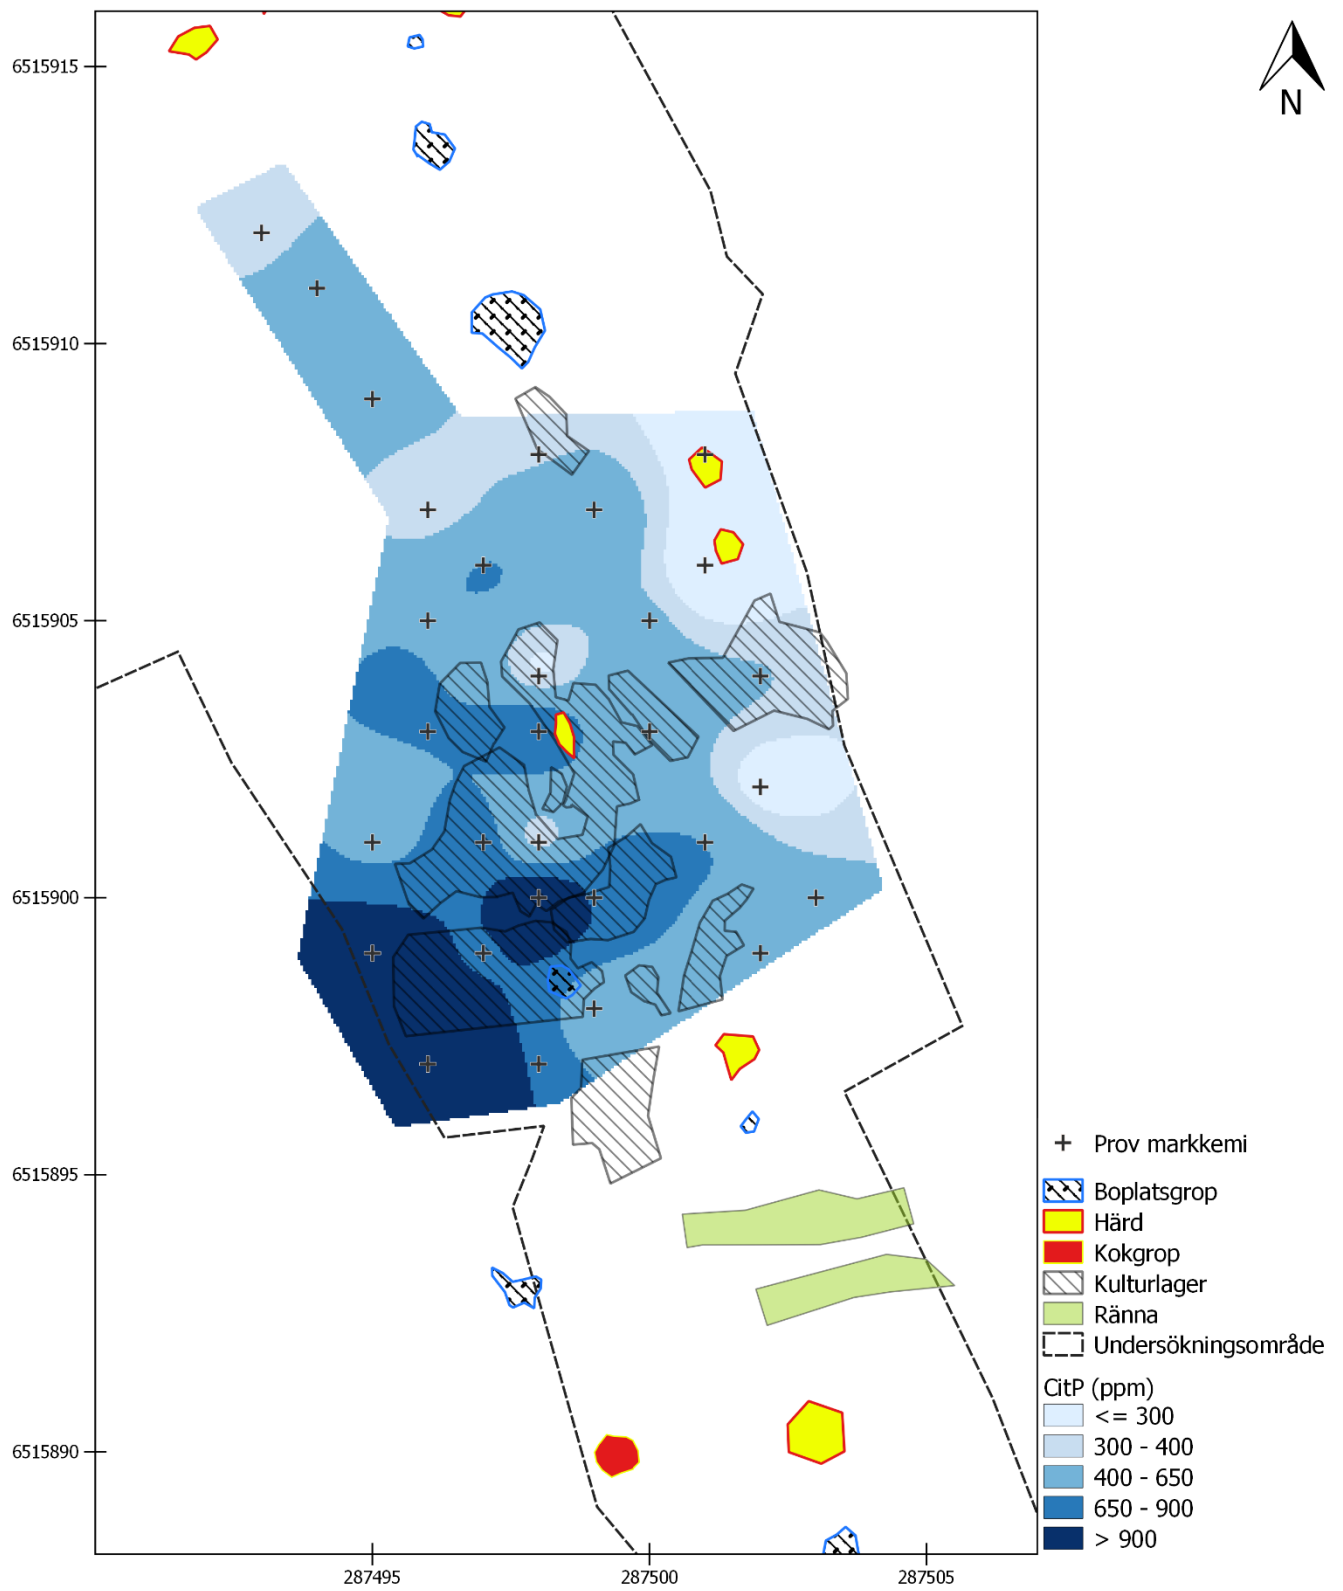 N
6515915
6515910
6515905
6515900
6515895
6515890
287495
287500
287505
Prov markkemi
Boplatsgrop
Härd
Kokgrop
Kulturlager
Ränna
Undersökningsområde
CitP (ppm)
<= 300
300 - 400
400 - 650
650 - 900
> 900